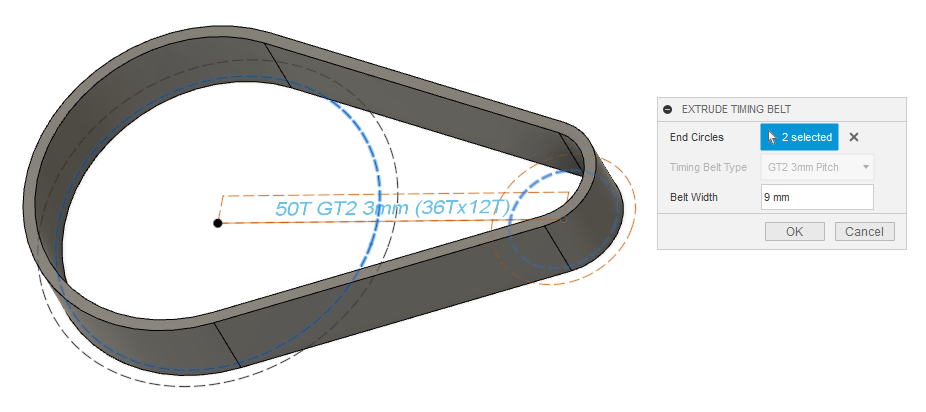 EXTRUDE TIMING BELT
End Circles 2 selected
Timing Belt Type GT2 3mm Pitch
Belt Width 9 mm
OK Cancel
50T GT2 3mm (36Tx12T)